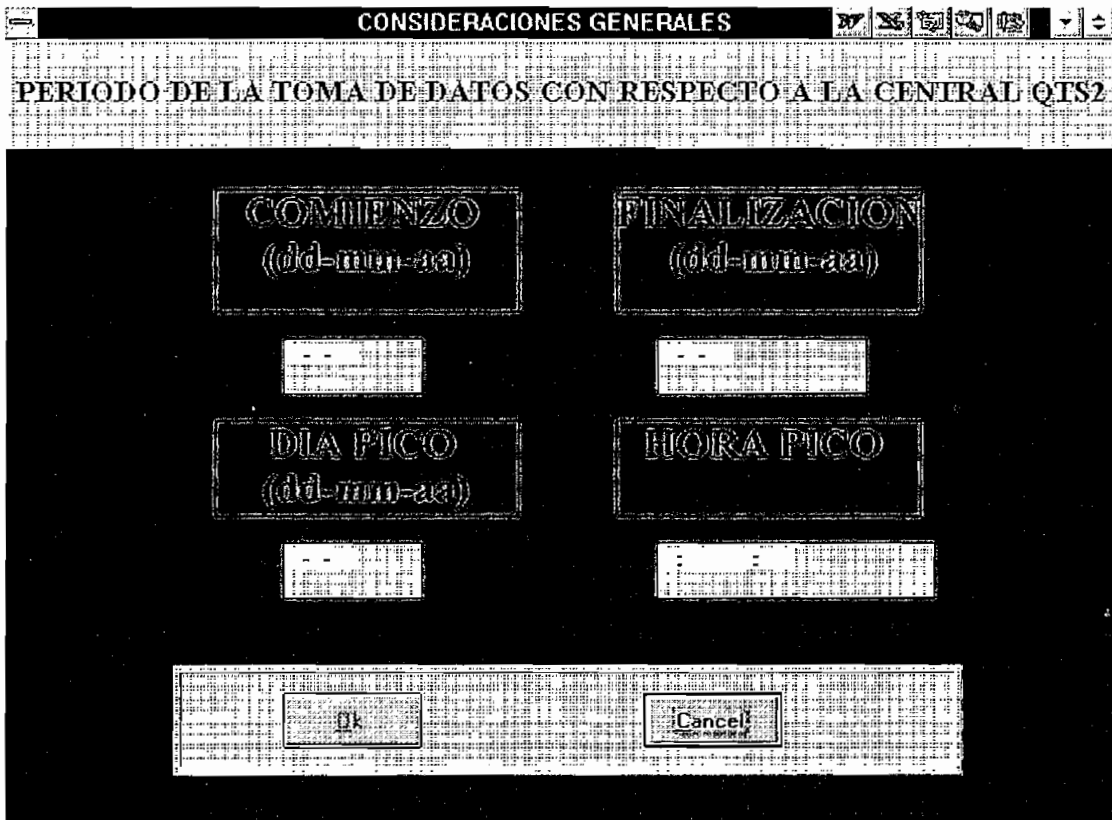 CONSIDERACIONES GENERALES
PERIODO DE LA TOMA DE DATOS CON RESPECTO A LA CENTRAL QTS2
COMIENZO
(dd-mm-aa)
FINALIZACION
(dd-mm-aa)
- -
- -
DIA PICO
(dd-mm-aa)
HORA PICO
- -
: :
Ok
Cancel